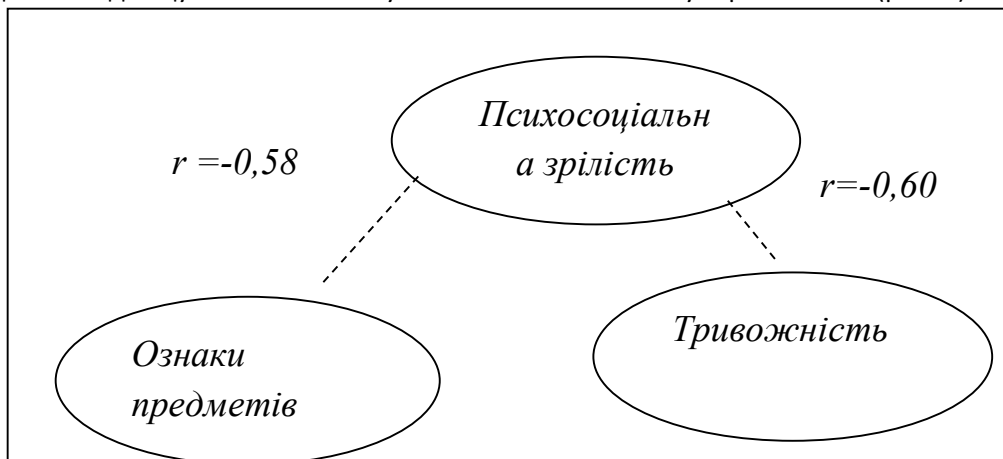 Психосоціальн
а зрілість
r =-0,58
r=-0,60
Ознаки
предметів
Тривожність